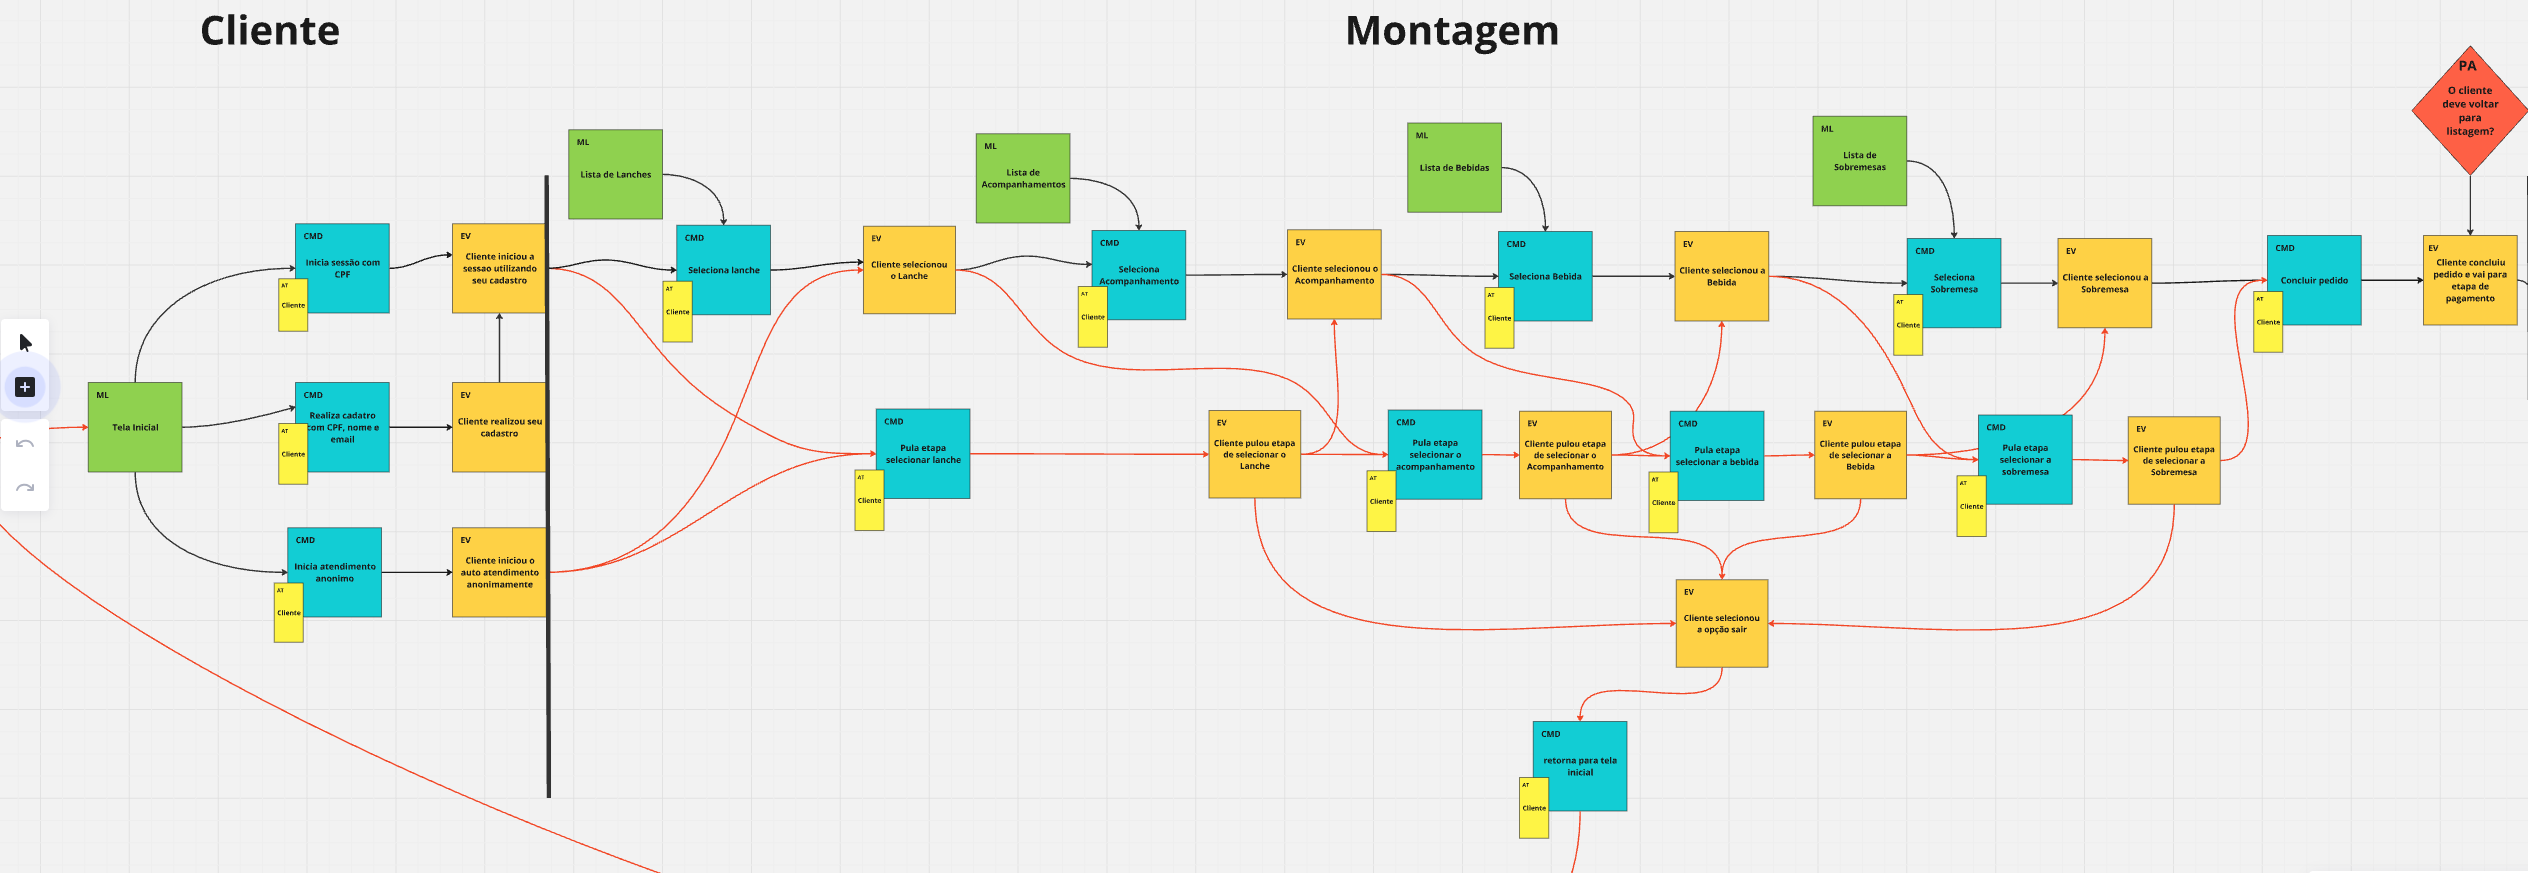 Cliente
Montagem
PA
O cliente
deve voltar
para
listagem?
ML
Lista de Lanches
ML
Lista de
Acompanhamentos
ML
Lista de Bebidas
ML
Lista de
Sobremesas
CMD
Inicia sessão com
CPF
AT
Cliente
EV
Cliente iniciou a
sessao utilizando
seu cadastro
CMD
Seleciona lanche
AT
Cliente
EV
Cliente selecionou
o Lanche
CMD
Seleciona
Acompanhamento
AT
Cliente
EV
Cliente selecionou o
Acompanhamento
CMD
Seleciona Bebida
AT
Cliente
EV
Cliente selecionou a
Bebida
CMD
Seleciona
Sobremesa
AT
Cliente
EV
Cliente selecionou a
Sobremesa
CMD
Concluir pedido
AT
Cliente
EV
Cliente concluiu
pedido e vai para
etapa de
pagamento
ML
Tela Inicial
CMD
Realiza cadatro
com CPF, nome e
email
AT
Cliente
EV
Cliente realizou seu
cadastro
CMD
Pula etapa
selecionar lanche
AT
Cliente
EV
Cliente pulou etapa
de selecionar o
Lanche
CMD
Pula etapa
selecionar o
acompanhamento
AT
Cliente
EV
Cliente pulou etapa
de selecionar o
Acompanhamento
CMD
Pula etapa
selecionar a bebida
AT
Cliente
EV
Cliente pulou etapa
de selecionar a
Bebida
CMD
Pula etapa
selecionar a
sobremesa
AT
Cliente
EV
Cliente pulou etapa
de selecionar a
Sobremesa
CMD
Inicia atendimento
anonimo
AT
Cliente
EV
Cliente iniciou o
auto atendimento
anonimamente
EV
Cliente selecionou
a opção sair
CMD
retorna para tela
inicial
AT
Cliente